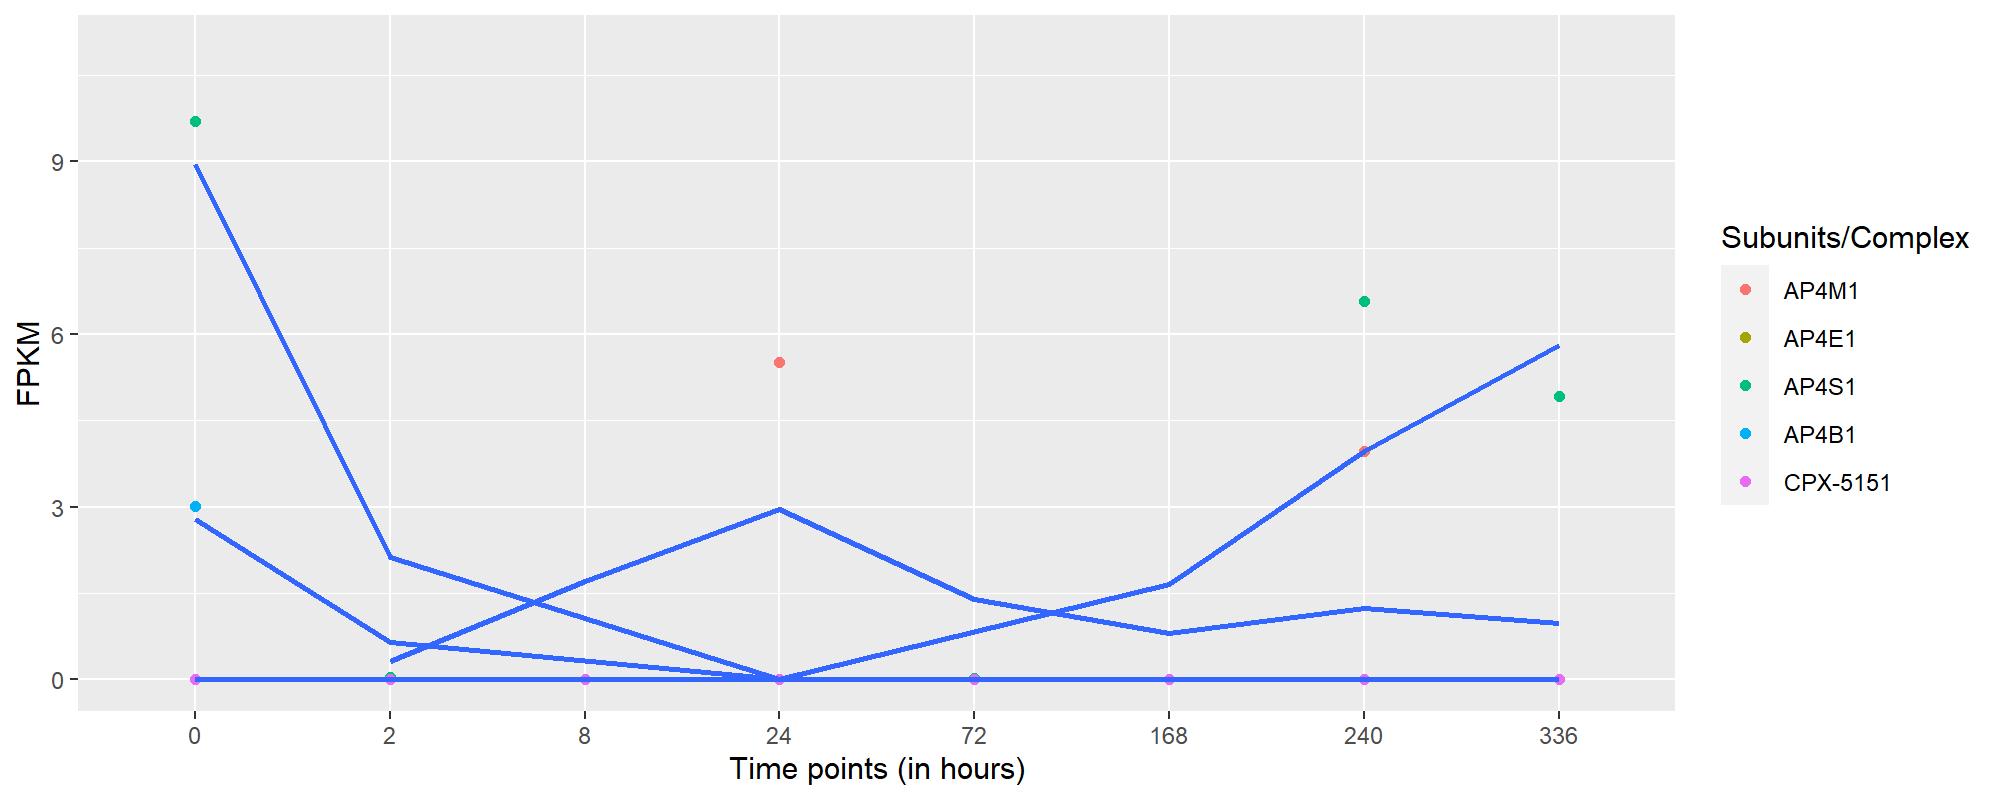 FPKM
9
6
3
0
0 2 8 24 72 168 240 336
Time points (in hours)
Subunits/Complex
AP4M1
AP4E1
AP4S1
AP4B1
CPX-5151